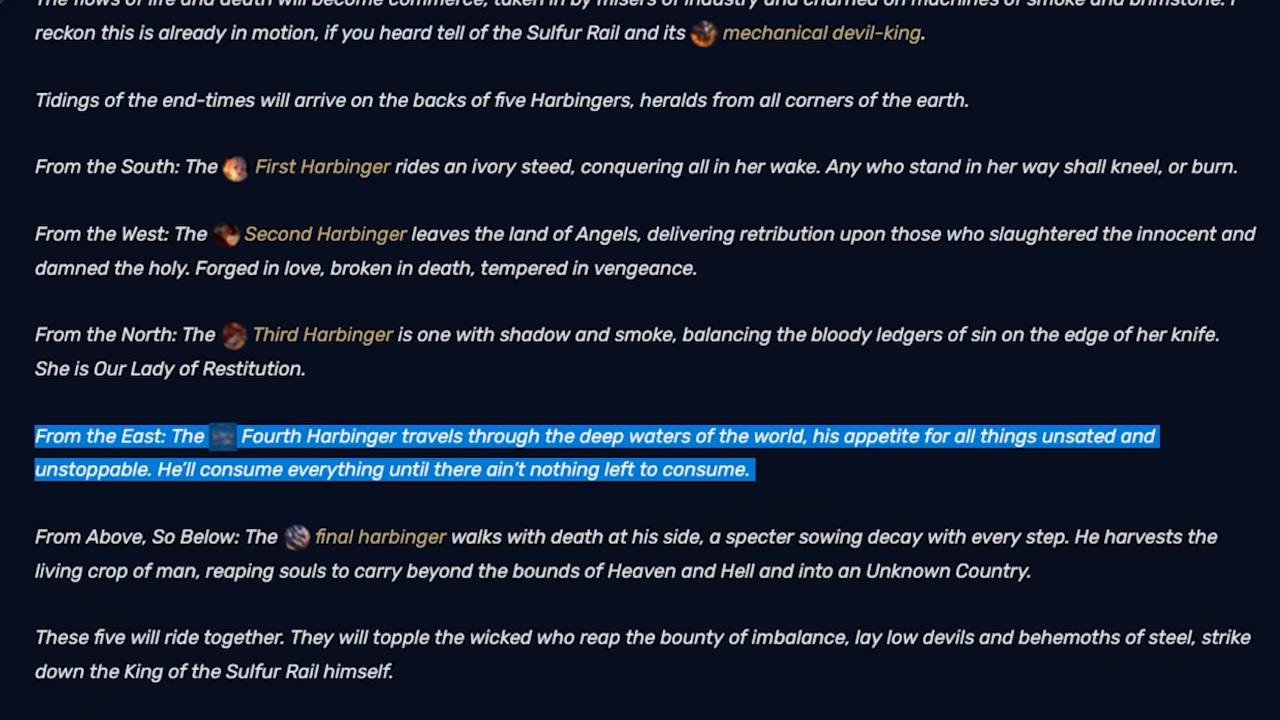 reckon this is already in motion, if you heard tell of the Sulfur Rail and its mechanical devil-king.
Tidings of the end-times will arrive on the backs of five Harbingers, heralds from all corners of the earth.
From the South: The First Harbinger rides an ivory steed, conquering all in her wake. Any who stand in her way shall kneel, or burn.
From the West: The Second Harbinger leaves the land of Angels, delivering retribution upon those who slaughtered the innocent and
damned the holy. Forged in love, broken in death, tempered in vengeance.
From the North: The Third Harbinger is one with shadow and smoke, balancing the bloody ledgers of sin on the edge of her knife.
She is Our Lady of Restitution.
From the East: The Fourth Harbinger travels through the deep waters of the world, his appetite for all things unsated and
unstoppable. He'll consume everything until there ain't nothing left to consume.
From Above, So Below: The final harbinger walks with death at his side, a specter sowing decay with every step. He harvests the
living crop of man, reaping souls to carry beyond the bounds of Heaven and Hell and into an Unknown Country.
These five will ride together. They will topple the wicked who reap the bounty of imbalance, lay low devils and behemoths of steel, strike
down the King of the Sulfur Rail himself.